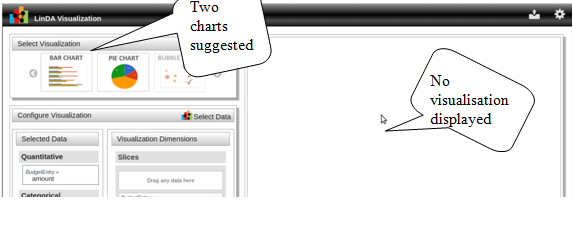 Two
charts
suggested
LinDA Visualization
Select Visualization
BAR CHART
PIE CHART
BUBBLE
No
visualisation
displayed
Configure Visualization
Select Data
Selected Data
Visualization Dimensions
Quantitative
Slices
BudgetEntry »
amount
Drag any data here
Categorical
BudgetEntry »